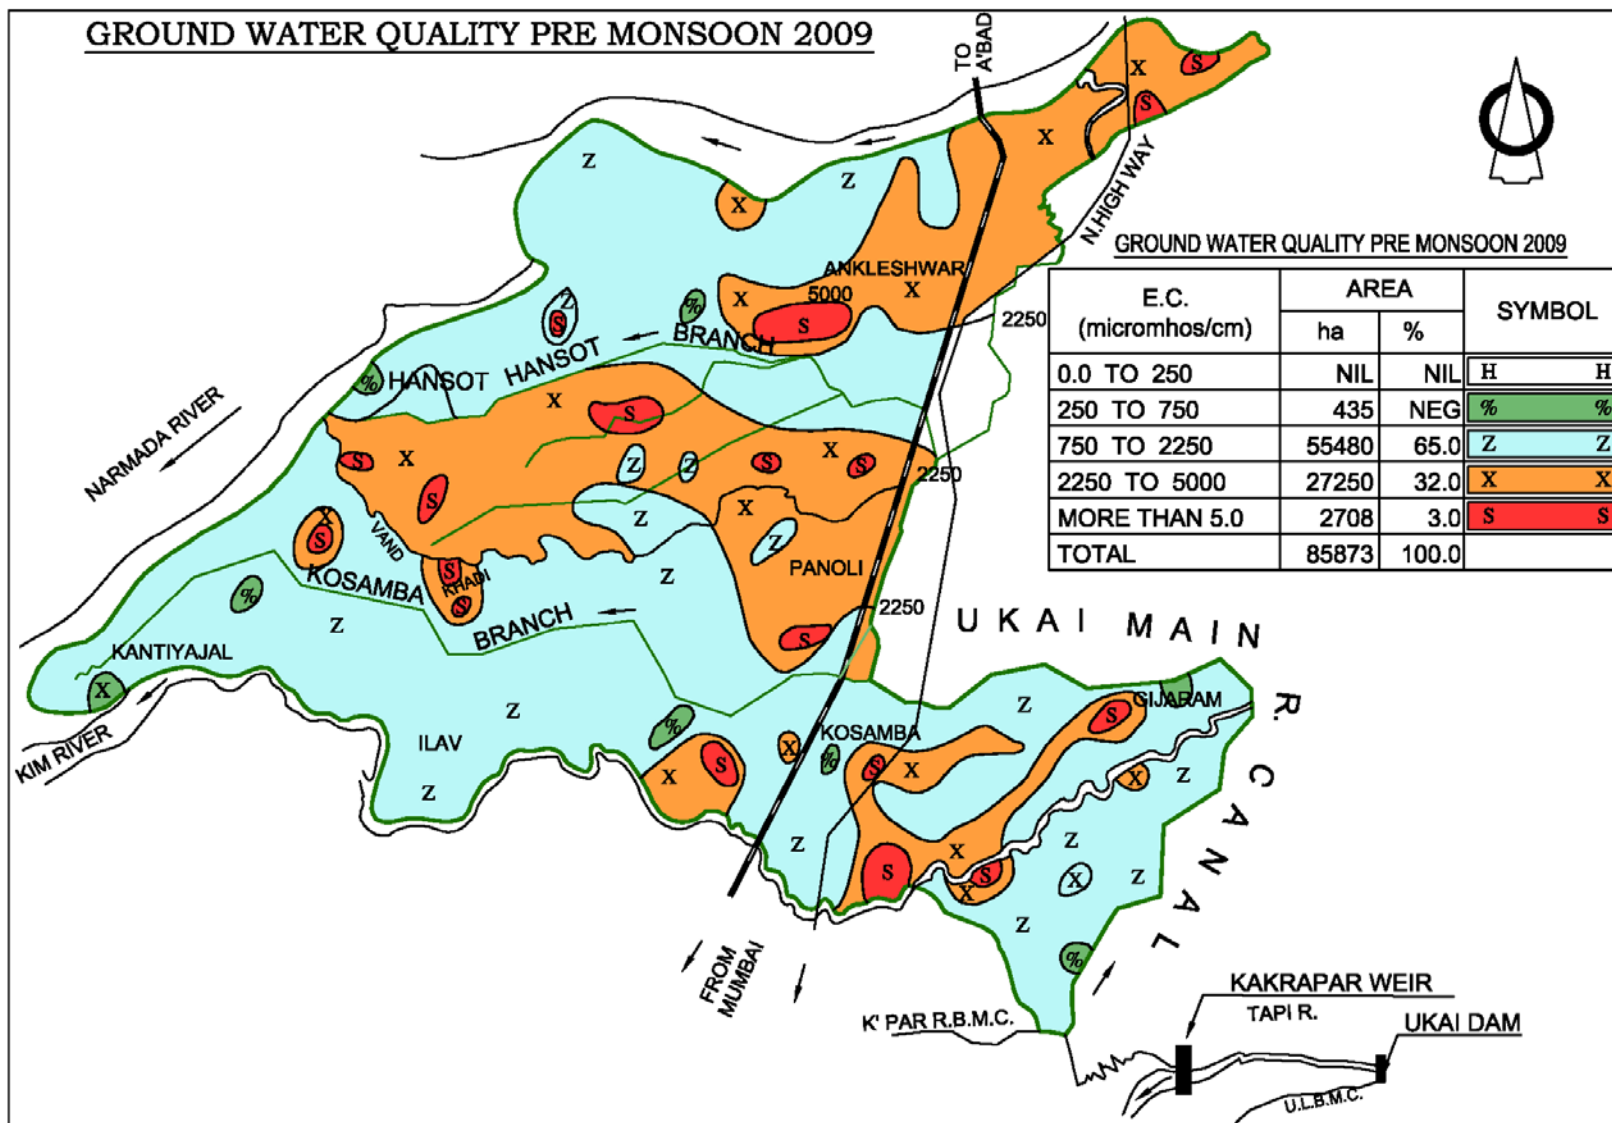 GROUND WATER QUALITY PRE MONSOON 2009
TO
A'BAD
X
S
S
X
Z
Z
X
N.HIGH WAY
GROUND WATER QUALITY PRE MONSOON 2009
E.C.
(micromhos/cm)
AREA
ha
%
SYMBOL
0.0 TO 250 NIL NIL H H
250 TO 750 435 NEG % %
750 TO 2250 55480 65.0 Z Z
2250 TO 5000 27250 32.0 X X
MORE THAN 5.0 2708 3.0 S S
TOTAL 85873 100.0
ANKLESHWAR
5000
X
X
Z
%
S
S
2250
BRANCH
HANSOT
HANSOT
%
NARMADA RIVER
X
S
X
S
X
S
S
Z
Z
2250
S
X
Z
X
S
VAND
Z
PANOLI
S
KHADI
S
KOSAMBA
Z
%
Z
BRANCH
2250
S
UKAI MAIN
R.
CANAL
KANTIYAJAL
X
KIM RIVER
Z
ILAV
Z
%
X
S
X
%
KOSAMBA
S
X
Z
GIJARAM
S
X
Z
Z
S
X
S
X
Z
X
Z
Z
%
FROM
MUMBAI
K' PAR R.B.M.C.
KAKRAPAR WEIR
TAPI R.
UKAI DAM
U.L.B.M.C.